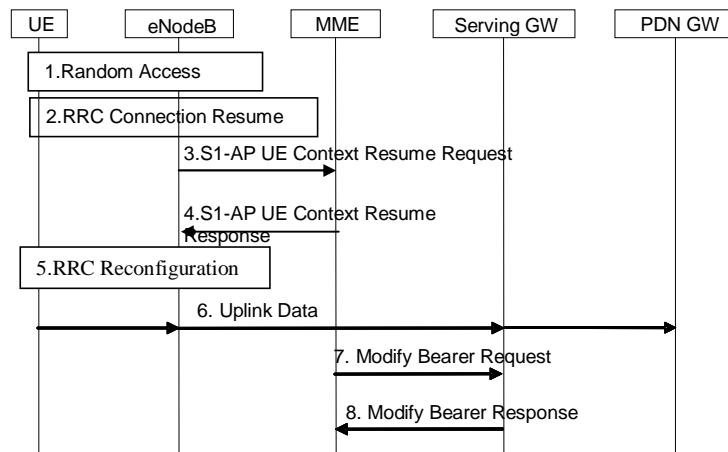 UE eNodeB MME Serving GW PDN GW
1.Random Access
2.RRC Connection Resume
3.S1-AP UE Context Resume Request
4.S1-AP UE Context Resume
Response
5.RRC Reconfiguration
6. Uplink Data
7. Modify Bearer Request
8. Modify Bearer Response